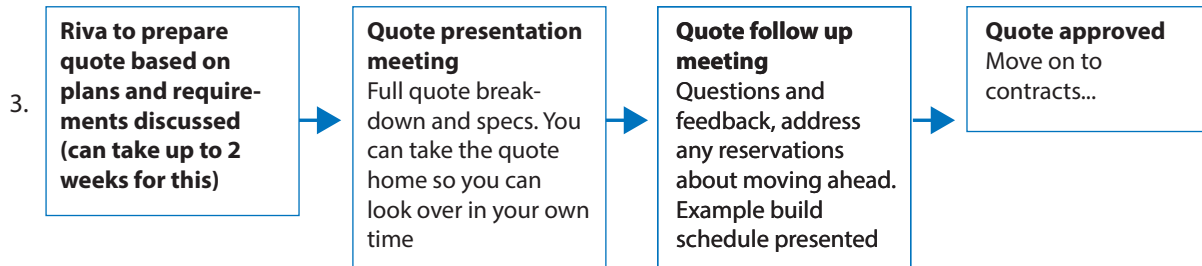 3.
Riva to prepare
quote based on
plans and require-
ments discussed
(can take up to 2
weeks for this)
Quote presentation
meeting
Full quote break-
down and specs. You
can take the quote
home so you can
look over in your own
time
Quote follow up
meeting
Questions and
feedback, address
any reservations
about moving ahead.
Example build
schedule presented
Quote approved
Move on to
contracts...